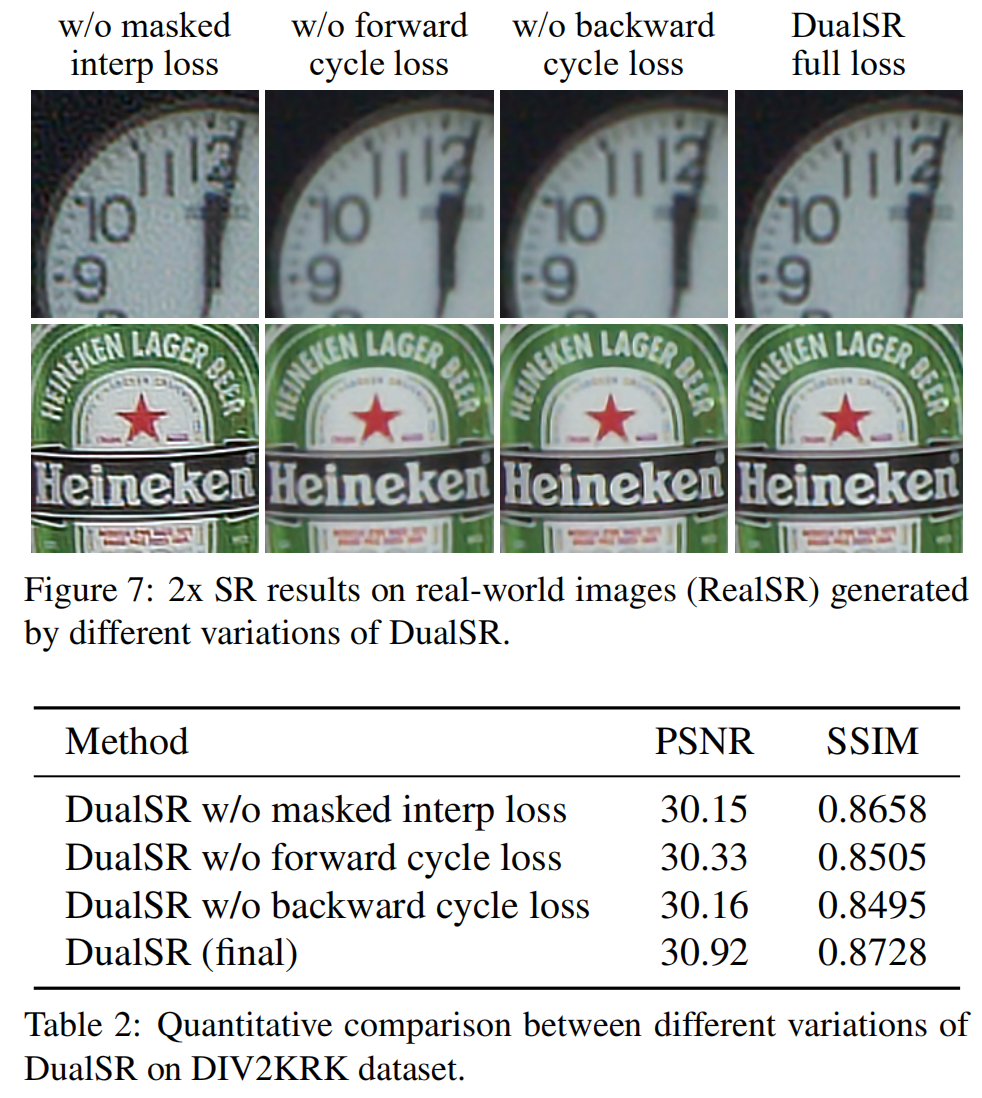 w/o masked interp loss
w/o forward cycle loss
w/o backward cycle loss
DualSR full loss
11 12
10
9
11 12
10
9
11 12
10
9
11 12
10
9
HEINEKEN LAGER BEER
Heineken
HEINEKEN LAGER BEER
Heineken
HEINEKEN LAGER BEER
Heineken
HEINEKEN LAGER BEER
Heineken
Figure 7: 2x SR results on real-world images (RealSR) generated
by different variations of DualSR.
Method PSNR SSIM
DualSR w/o masked interp loss 30.15 0.8658
DualSR w/o forward cycle loss 30.33 0.8505
DualSR w/o backward cycle loss 30.16 0.8495
DualSR (final) 30.92 0.8728
Table 2: Quantitative comparison between different variations of
DualSR on DIV2KRK dataset.